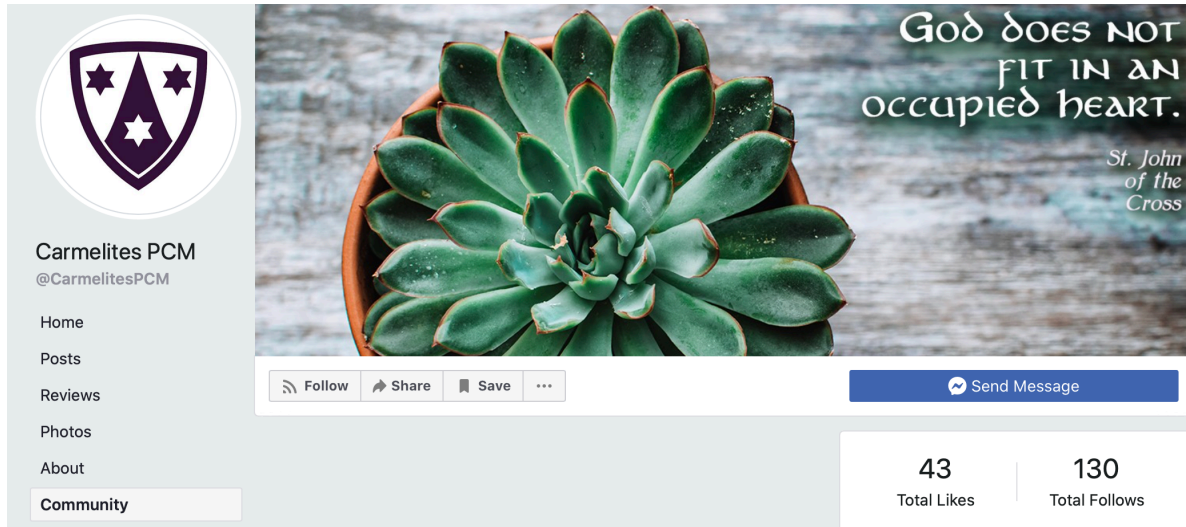 God does not
fit in an
occupied heart.
St. John
of the
Cross
Carmelites PCM
@CarmelitesPCM
Home
Posts
Reviews
Photos
About
Community
Follow
Share
Save
Send Message
43
Total Likes
130
Total Follows